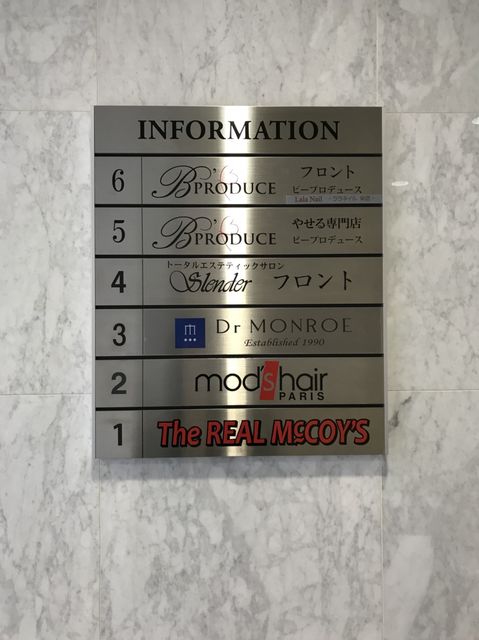 INFORMATION
6 B'PRODUCE フロント
ビープロデュース
Lala Nail
5 B'PRODUCE やせる専門店
ビープロデュース
トータルエステティックサロン
4 Slender フロント
3 Dr MONROE
Established 1990
2 mod's hair
PARIS
1 The REAL McCOY'S